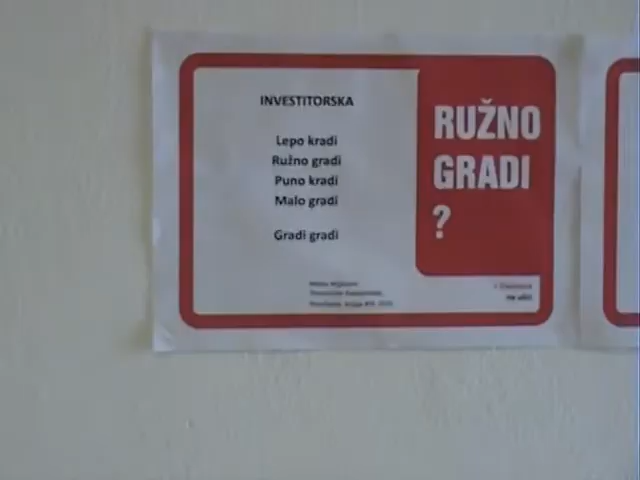 INVESTITORSKA
Lepo kradi
Ružno gradi
Puno kradi
Malo gradi
Gradi gradi
RUŽNO
GRADI
?
na ulici